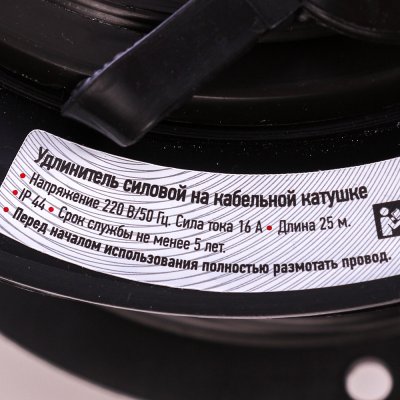 Удлинитель силовой на кабельной катушке
• Напряжение 220 В/50 Гц. Сила тока 16 А • Длина 25 м.
• IP 44 • Срок службы не менее 5 лет.
• Перед началом использования полностью размотать провод.